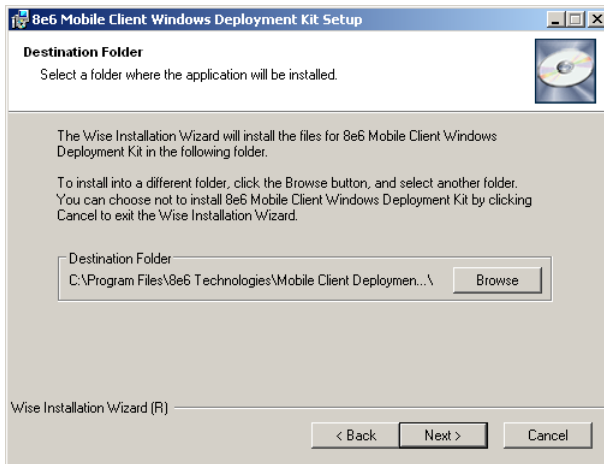 8e6 Mobile Client Windows Deployment Kit Setup
Destination Folder
Select a folder where the application will be installed.
The Wise Installation Wizard will install the files for 8e6 Mobile Client Windows
Deployment Kit in the following folder.
To install into a different folder, click the Browse button, and select another folder.
You can choose not to install 8e6 Mobile Client Windows Deployment Kit by clicking
Cancel to exit the Wise Installation Wizard.
Destination Folder
C:\Program Files\8e6 Technologies\Mobile Client Deploymen...\ Browse
Wise Installation Wizard (R)
< Back Next > Cancel